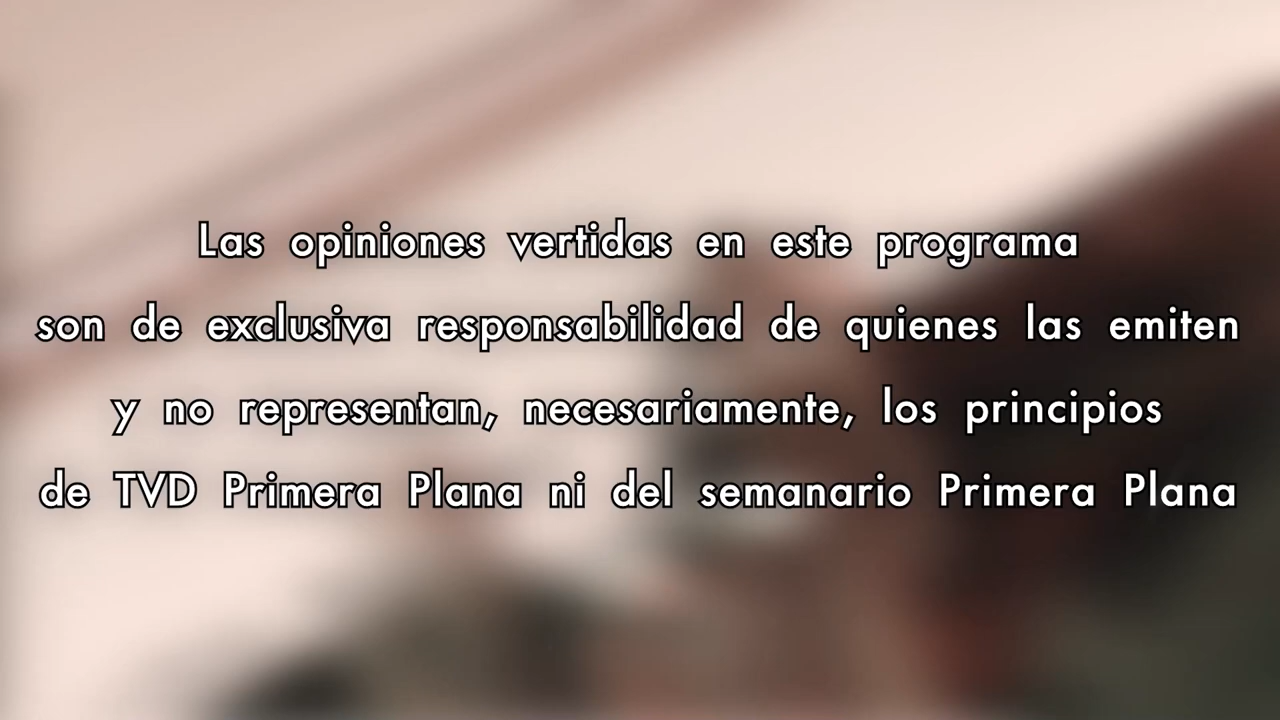 Las opiniones vertidas en este programa
son de exclusiva responsabilidad de quienes las emiten
y no representan, necesariamente, los principios
de TVD Primera Plana ni del semanario Primera Plana